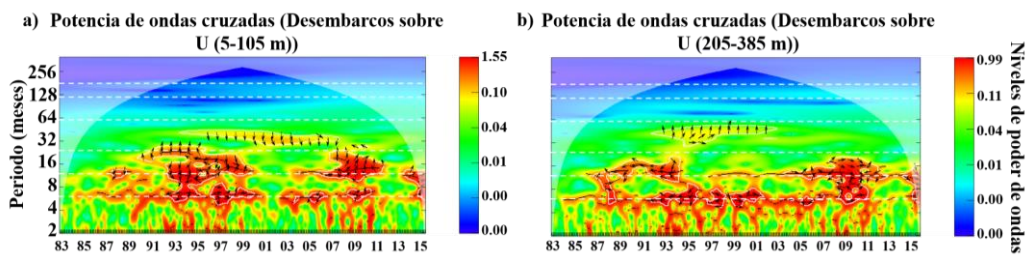 a) Potencia de ondas cruzadas (Desembarcos sobre
U (5-105 m))
b) Potencia de ondas cruzadas (Desembarcos sobre
U (205-385 m))
Periodo (meses)
256
128
64
32
16
8
4
2
83 85 87 89 91 93 95 97 99 01 03 05 07 09 11 13 15
1.55
0.10
0.04
0.01
0.00
0.00
83 85 87 89 91 93 95 97 99 01 03 05 07 09 11 13 15
0.99
0.11
0.04
0.01
0.00
0.00
Niveles de poder de ondas